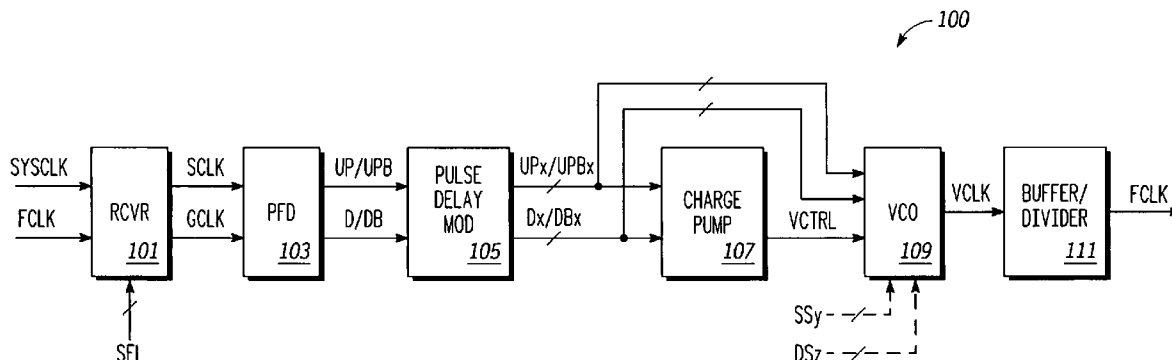 100
SYSCLK
FCLK
RCVR
101
SEL
SCLK
GCLK
PFD
103
UP/UPB
D/DB
PULSE
DELAY
MOD
105
UPx/UPBx
Dx/DBx
CHARGE
PUMP
107
VCTRL
VCO
109
SSy
DSz
VCLK
BUFFER/
DIVIDER
111
FCLK